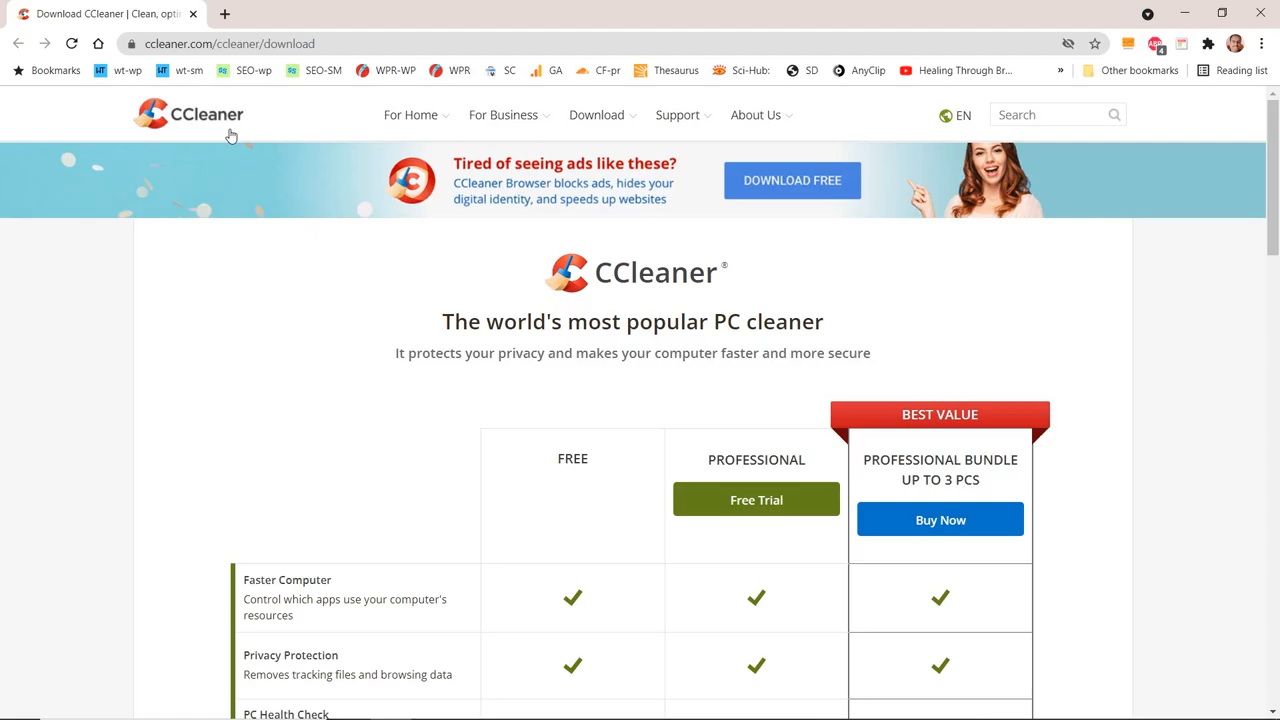 Download CCleaner | Clean, opti
ccleaner.com/ccleaner/download
4
Bookmarks
wt-wp
wt-sm
SEO-wp
SEO-SM
WPR-WP
WPR
SC
GA
CF-pr
Thesaurus
Sci-Hub:
SD
AnyClip
Healing Through Br...
»
Other bookmarks
Reading list
CCleaner
For Home
For Business
Download
Support
About Us
EN
Search
Tired of seeing ads like these?
CCleaner Browser blocks ads, hides your
digital identity, and speeds up websites
DOWNLOAD FREE
CCleaner®
The world's most popular PC cleaner
It protects your privacy and makes your computer faster and more secure
BEST VALUE
FREE
PROFESSIONAL
Free Trial
PROFESSIONAL BUNDLE
UP TO 3 PCS
Buy Now
Faster Computer
Control which apps use your computer's
resources
Privacy Protection
Removes tracking files and browsing data
PC Health Check